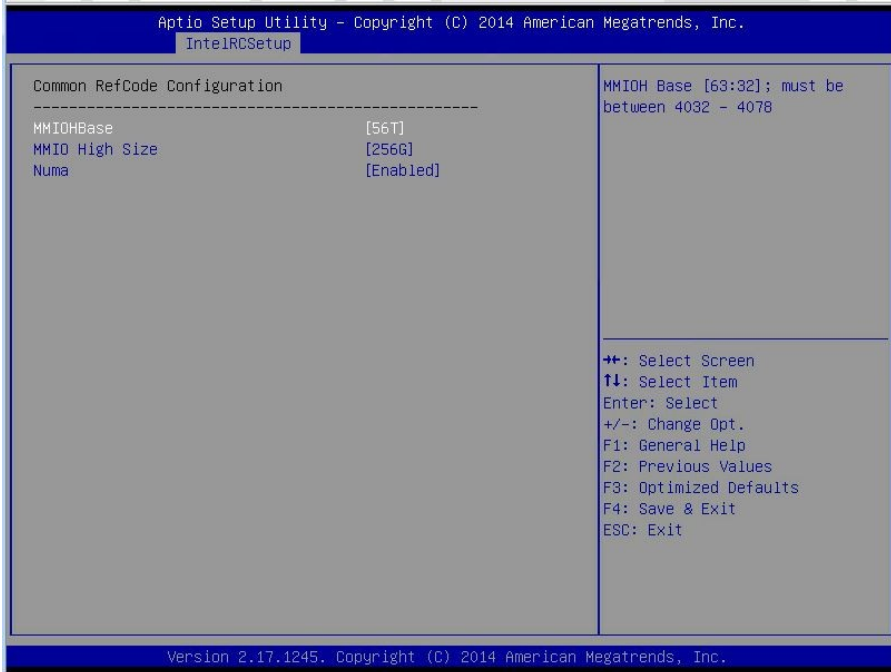 Aptio Setup Utility – Copyright (C) 2014 American Megatrends, Inc.
IntelRCSetup
Common RefCode Configuration
--------------------------------------------------
MMIOHBase [56T]
MMIO High Size [256G]
Numa [Enabled]
MMIOH Base [63:32]; must be
between 4032 - 4078
→←: Select Screen
↑↓: Select Item
Enter: Select
+/-: Change Opt.
F1: General Help
F2: Previous Values
F3: Optimized Defaults
F4: Save & Exit
ESC: Exit
Version 2.17.1245. Copyright (C) 2014 American Megatrends, Inc.